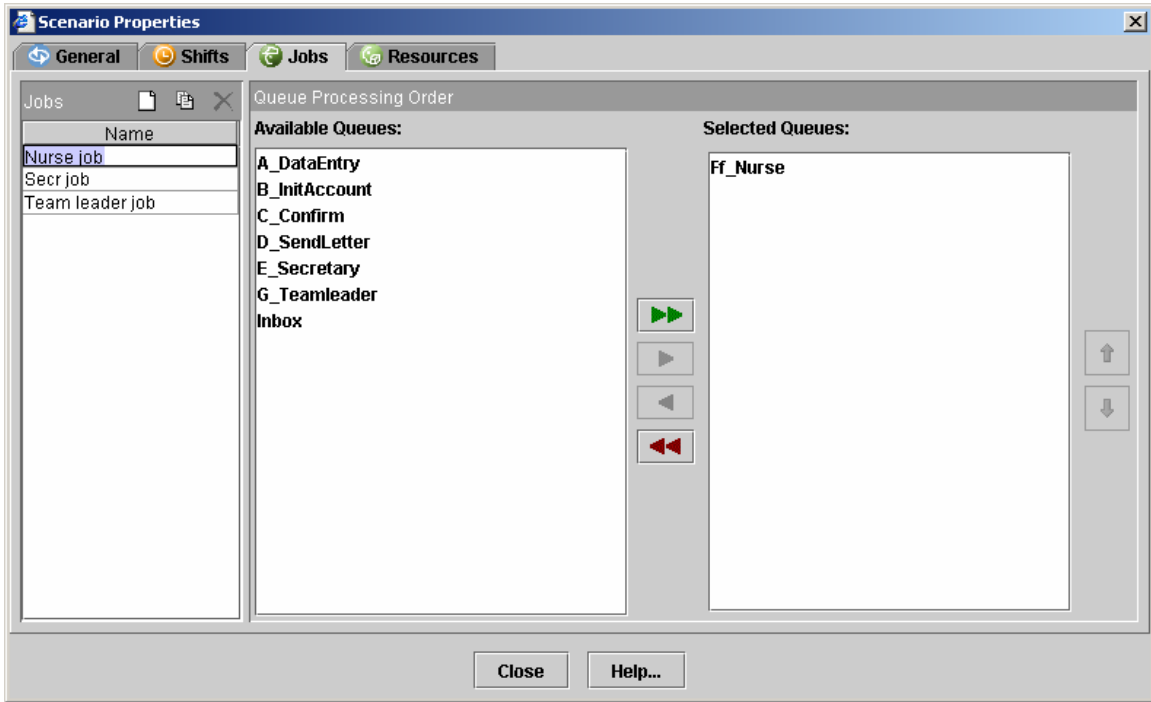 Scenario Properties
General Shifts Jobs Resources
Jobs
Name
Nurse job
Secr job
Team leader job
Queue Processing Order
Available Queues:
A_DataEntry
B_InitAccount
C_Confirm
D_SendLetter
E_Secretary
G_Teamleader
Inbox
Selected Queues:
Ff_Nurse
Close Help...